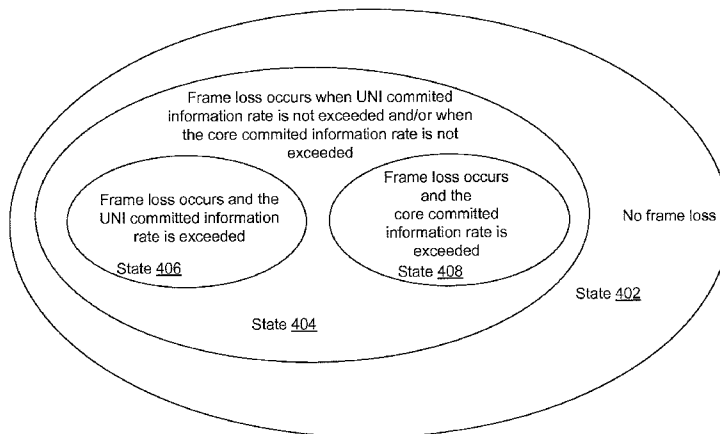 Frame loss occurs when UNI commited
information rate is not exceeded and/or when
the core commited information rate is not
exceeded
Frame loss occurs and the
UNI committed information
rate is exceeded
State 406
Frame loss occurs
and the
core committed
information rate is
exceeded
State 408
No frame loss
State 402
State 404